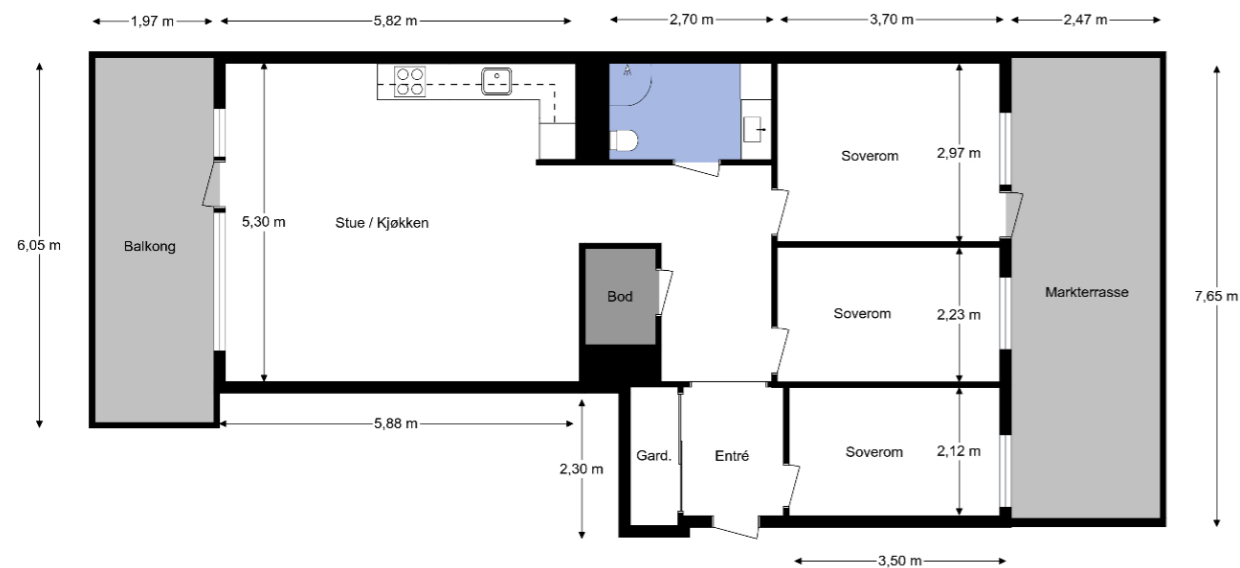 1,97 m
5,82 m
2,70 m
3,70 m
2,47 m
Soverom
2,97 m
Stue / Kjøkken
5,30 m
6,05 m
Balkong
Bod
Markterrasse
7,65 m
Soverom
2,23 m
5,88 m
2,30 m
Gard.
Entré
Soverom
2,12 m
3,50 m